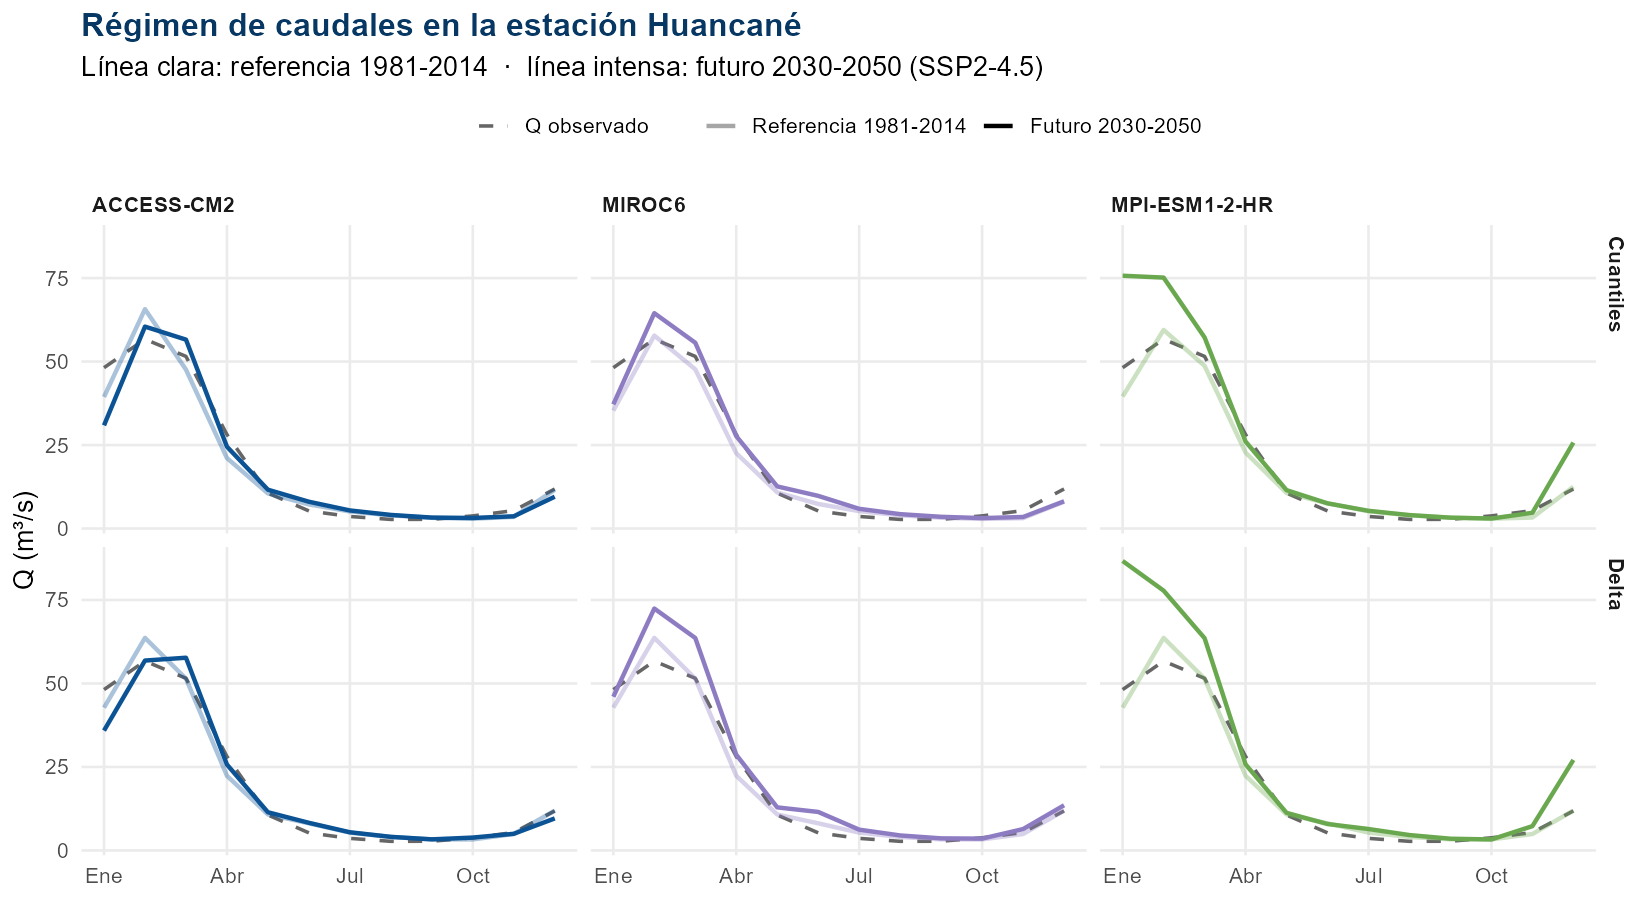 Régimen de caudales en la estación Huancané
Línea clara: referencia 1981-2014 · línea intensa: futuro 2030-2050 (SSP2-4.5)
Q observado Referencia 1981-2014 Futuro 2030-2050
ACCESS-CM2 MIROC6 MPI-ESM1-2-HR
Cuantiles
75
50
25
0
Q (m³/s)
Delta
75
50
25
0
Ene Abr Jul Oct Ene Abr Jul Oct Ene Abr Jul Oct